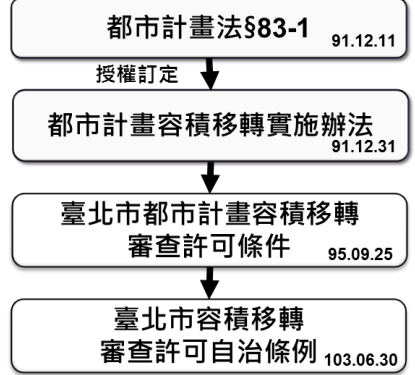 都市計畫法§83-1
91.12.11
授權訂定
都市計畫容積移轉實施辦法
91.12.31
臺北市都市計畫容積移轉
審查許可條件 95.09.25
臺北市容積移轉
審查許可自治條例 103.06.30